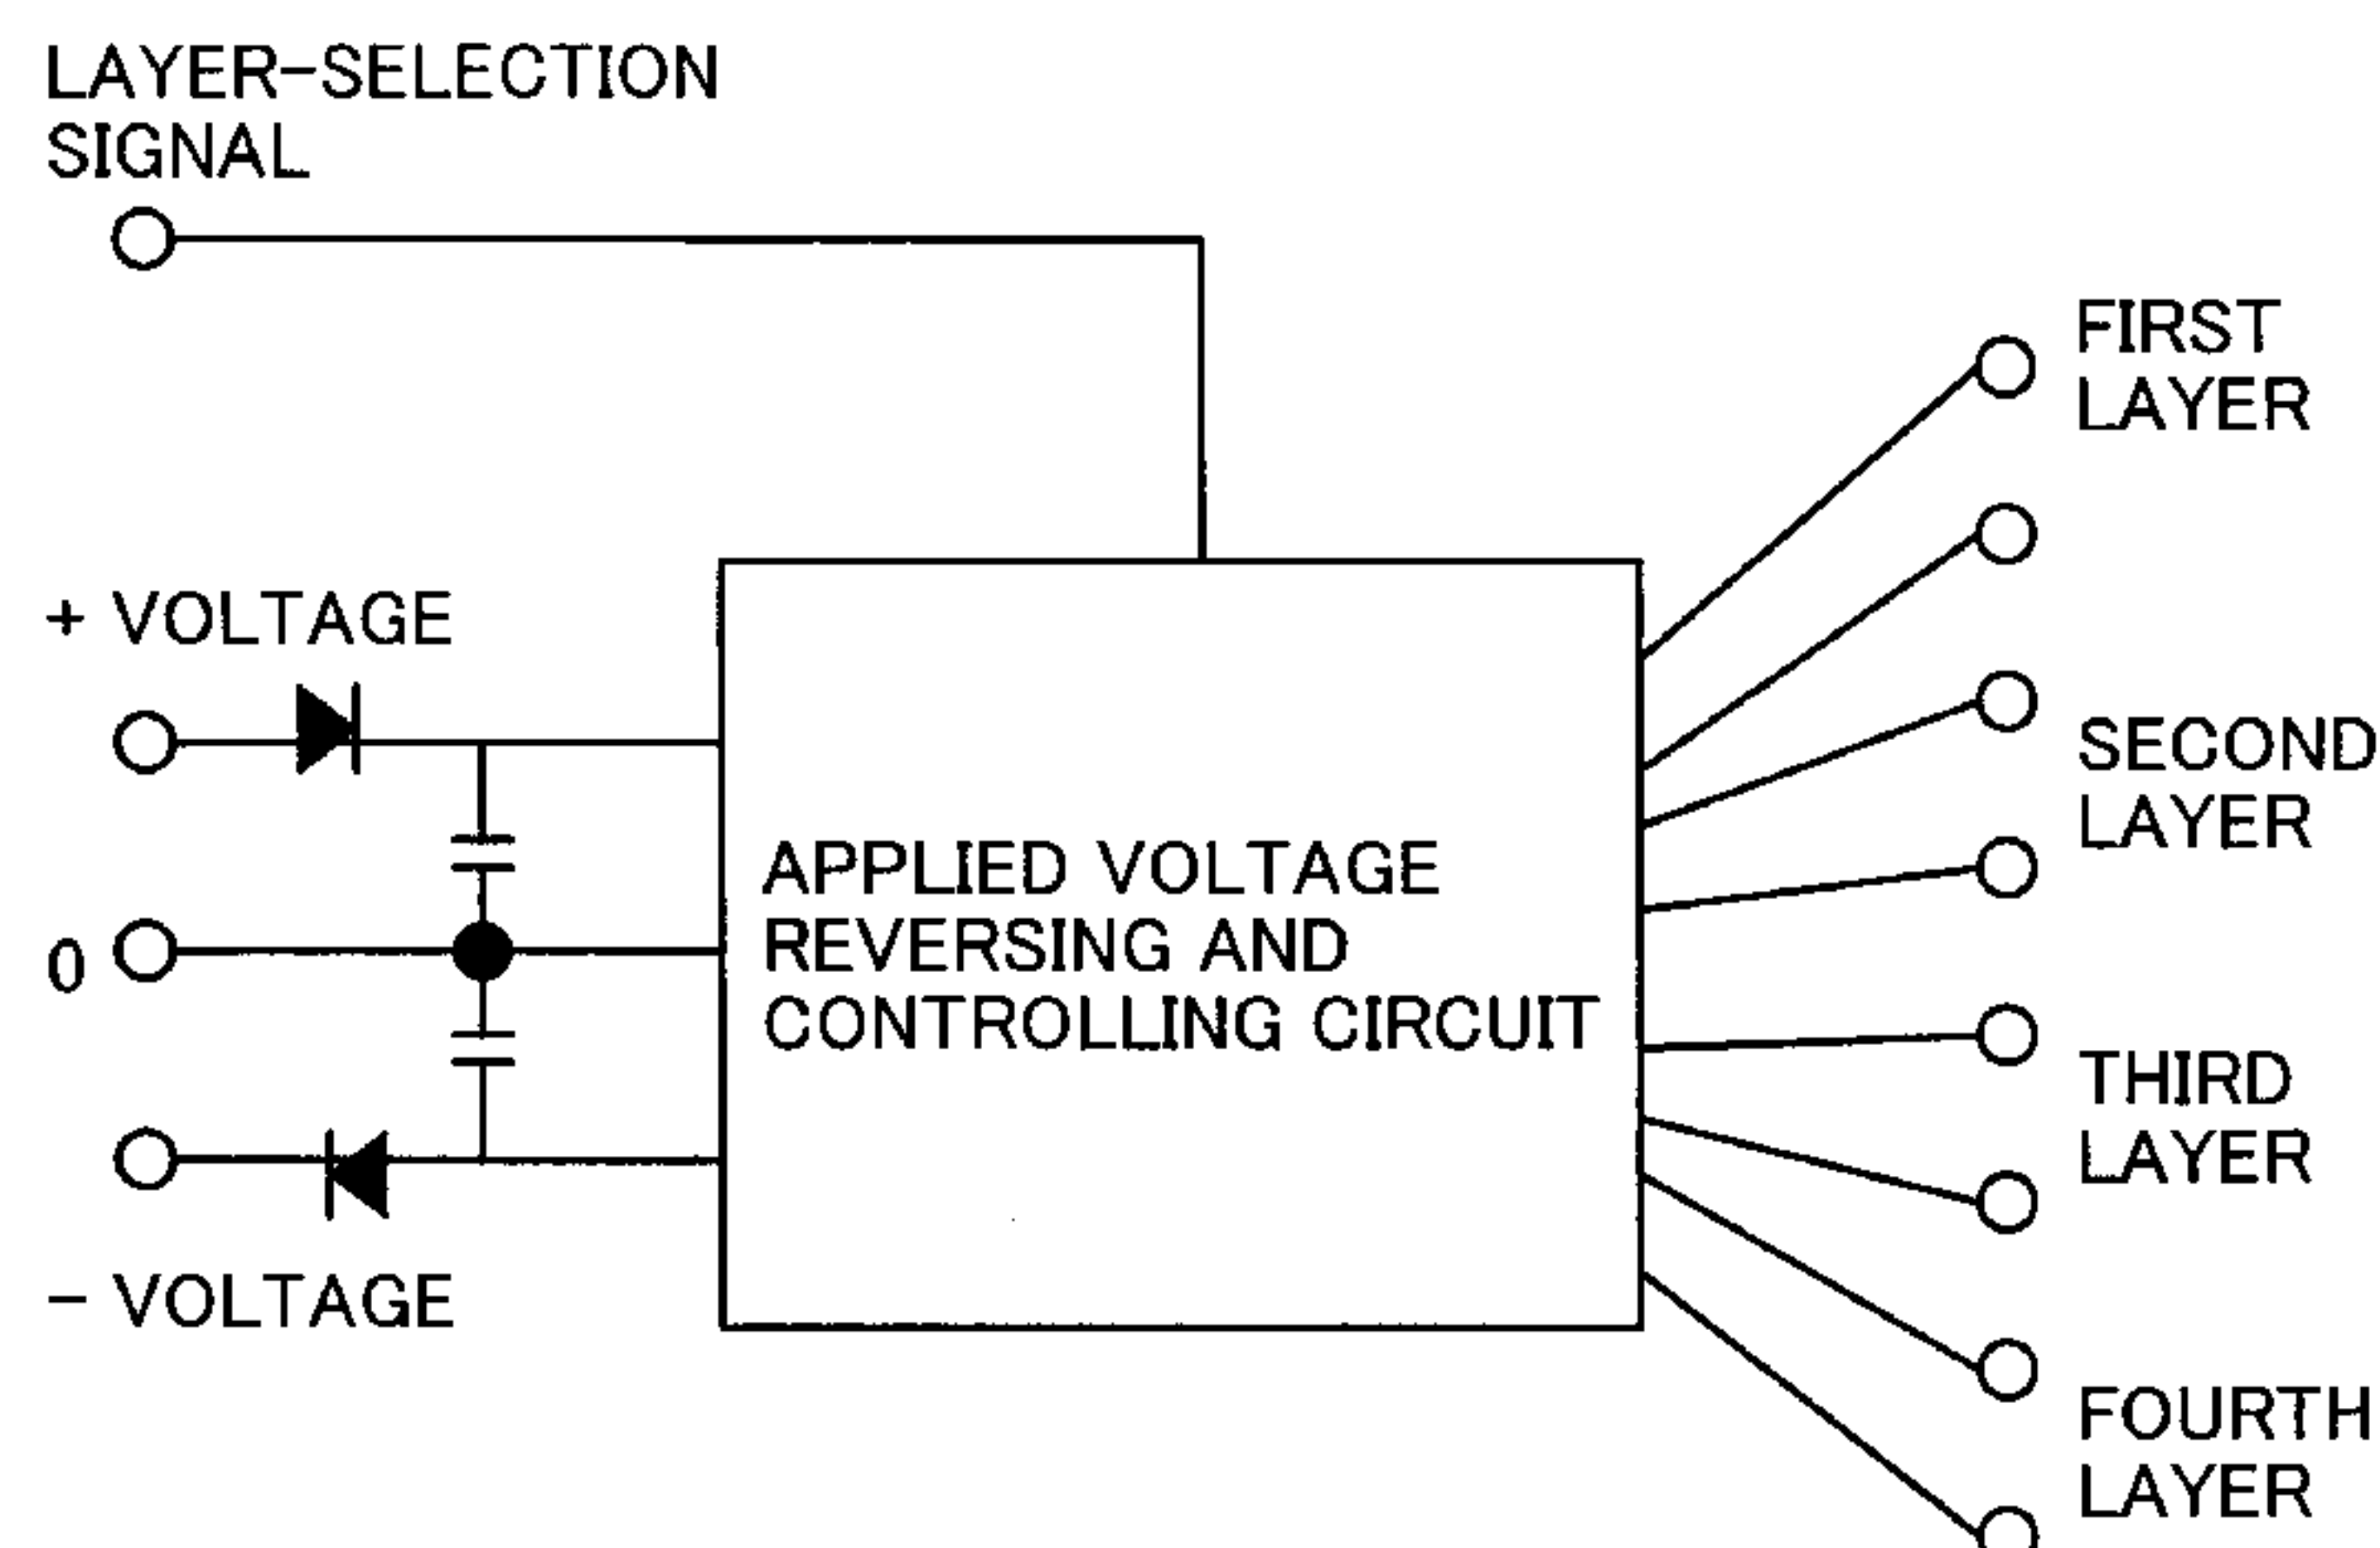 LAYER-SELECTION
SIGNAL
+ VOLTAGE
0
- VOLTAGE
APPLIED VOLTAGE
REVERSING AND
CONTROLLING CIRCUIT
FIRST
LAYER
SECOND
LAYER
THIRD
LAYER
FOURTH
LAYER